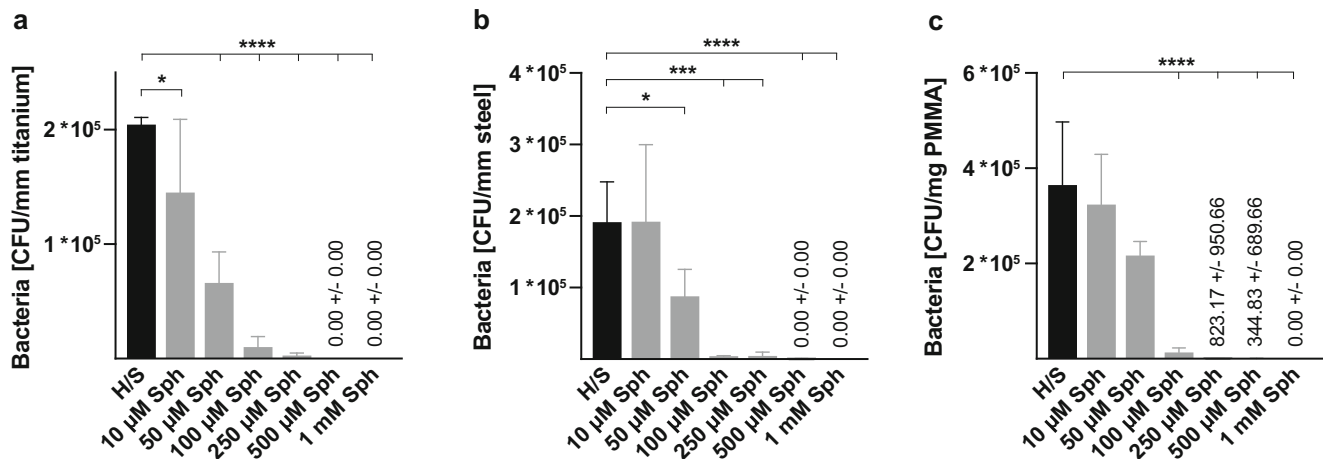 a
Bacteria [CFU/mm titanium]
2 * 10⁵
1 * 10⁵
****
*
0.00 +/- 0.00
0.00 +/- 0.00
H/S
10 µM Sph
50 µM Sph
100 µM Sph
250 µM Sph
500 µM Sph
1 mM Sph
b
Bacteria [CFU/mm steel]
4 * 10⁵
3 * 10⁵
2 * 10⁵
1 * 10⁵
****
***
*
0.00 +/- 0.00
0.00 +/- 0.00
H/S
10 µM Sph
50 µM Sph
100 µM Sph
250 µM Sph
500 µM Sph
1 mM Sph
c
Bacteria [CFU/mg PMMA]
6 * 10⁵
4 * 10⁵
2 * 10⁵
****
823.17 +/- 950.66
344.83 +/- 689.66
0.00 +/- 0.00
H/S
10 µM Sph
50 µM Sph
100 µM Sph
250 µM Sph
500 µM Sph
1 mM Sph